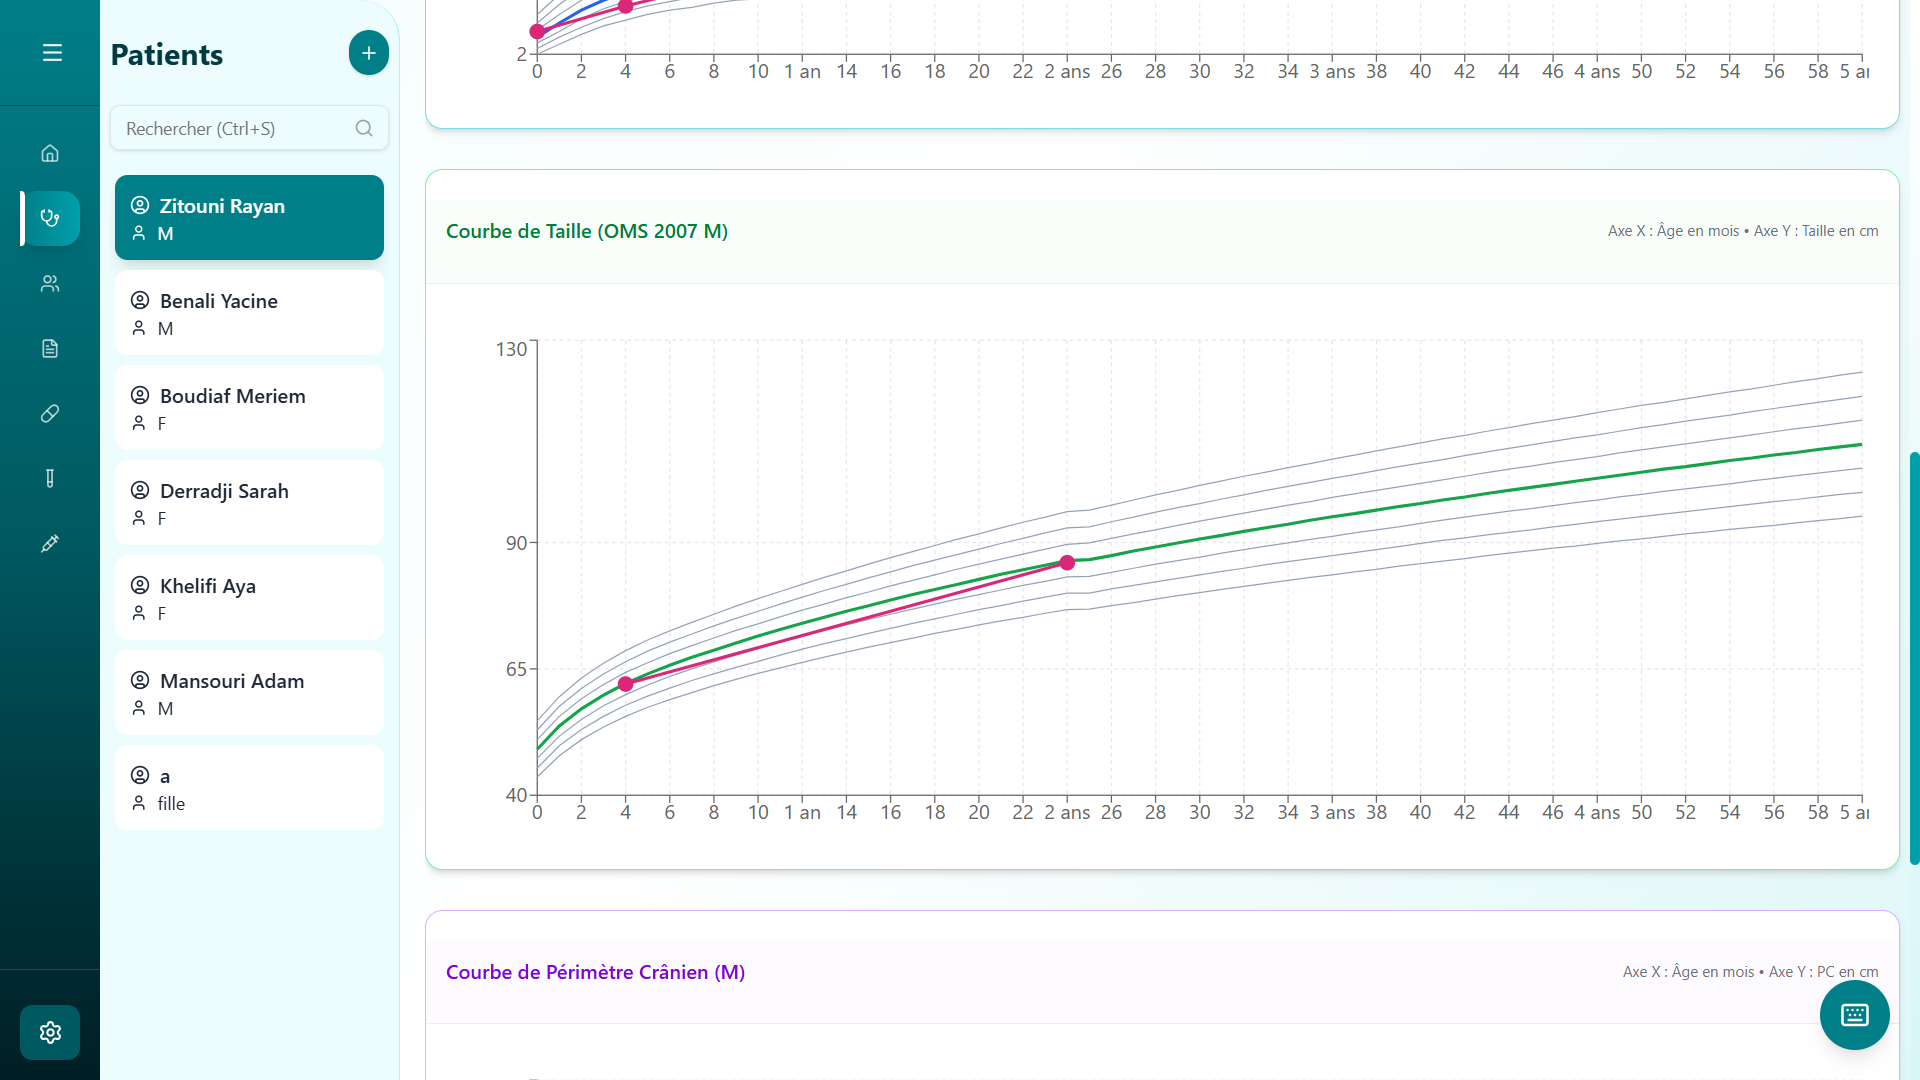 Patients
Rechercher (Ctrl+S)
Zitouni Rayan
M
Benali Yacine
M
Boudiaf Meriem
F
Derradji Sarah
F
Khelifi Aya
F
Mansouri Adam
M
a
fille
2
0 2 4 6 8 10 1 an 14 16 18 20 22 2 ans 26 28 30 32 34 3 ans 38 40 42 44 46 4 ans 50 52 54 56 58 5 an
Courbe de Taille (OMS 2007 M)
Axe X : Âge en mois • Axe Y : Taille en cm
130
90
65
40
0 2 4 6 8 10 1 an 14 16 18 20 22 2 ans 26 28 30 32 34 3 ans 38 40 42 44 46 4 ans 50 52 54 56 58 5 an
Courbe de Périmètre Crânien (M)
Axe X : Âge en mois • Axe Y : PC en cm